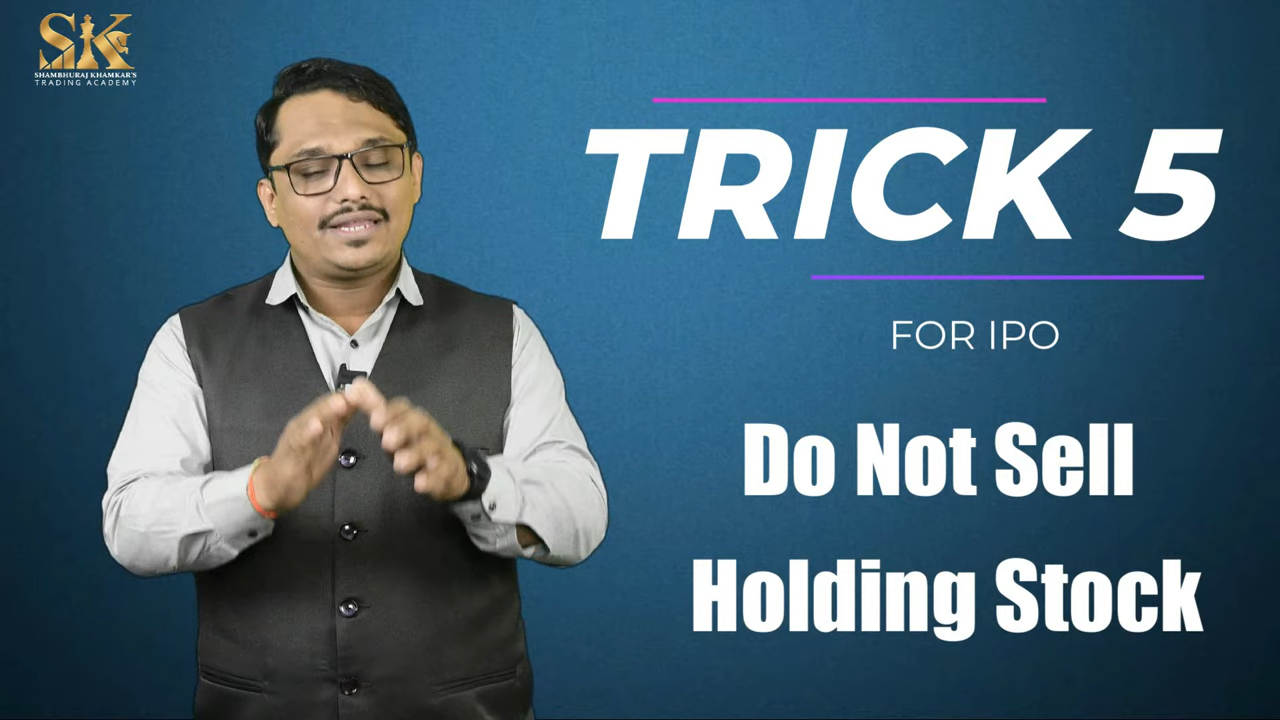 SK
SHAMBHURAJ KHAMKAR'S
TRADING ACADEMY
TRICK 5
FOR IPO
Do Not Sell
Holding Stock